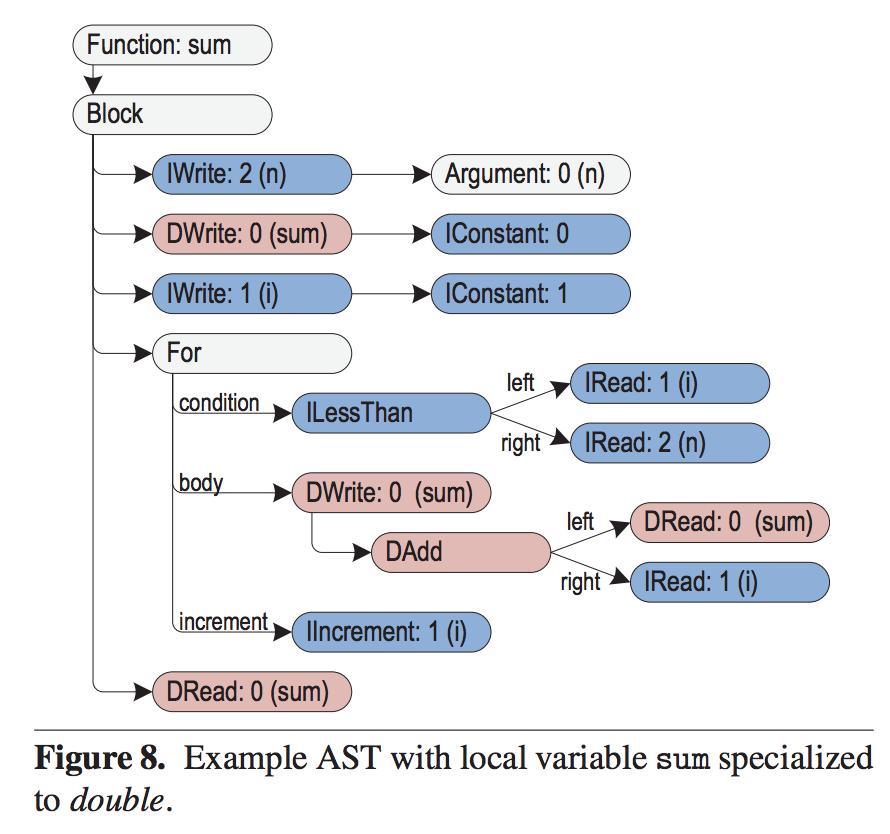 Function: sum
Block
IWrite: 2 (n)
Argument: 0 (n)
DWrite: 0 (sum)
IConstant: 0
IWrite: 1 (i)
IConstant: 1
For
condition
ILessThan
left
IRead: 1 (i)
right
IRead: 2 (n)
body
DWrite: 0 (sum)
DAdd
left
DRead: 0 (sum)
right
IRead: 1 (i)
increment
IIncrement: 1 (i)
DRead: 0 (sum)
Figure 8. Example AST with local variable sum specialized
to double.